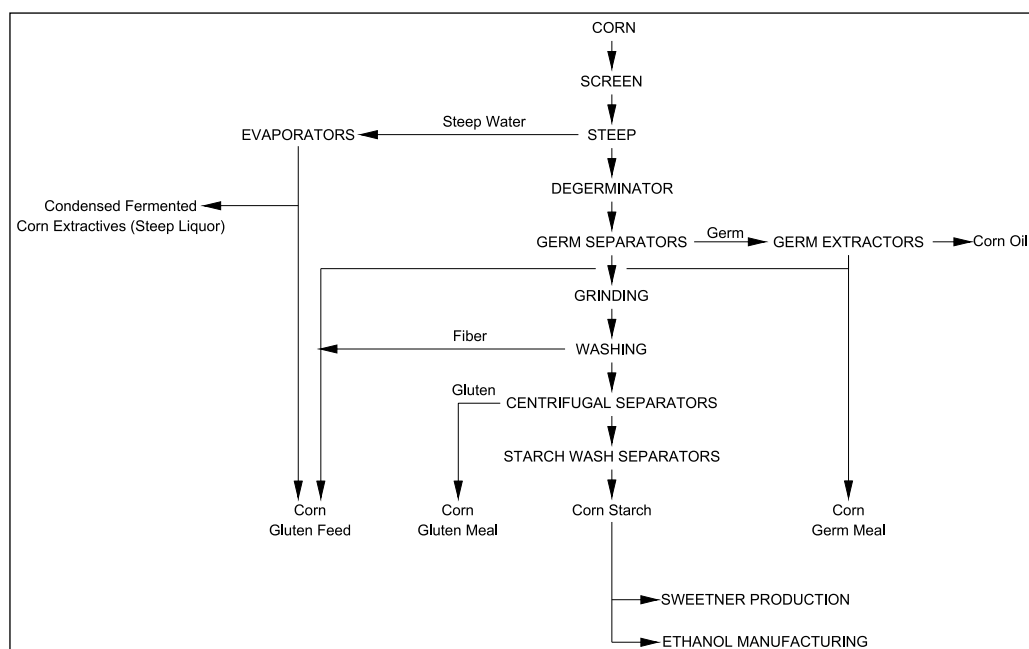 CORN
SCREEN
Steep Water
EVAPORATORS
STEEP
DEGERMINATOR
Condensed Fermented
Corn Extractives (Steep Liquor)
GERM SEPARATORS
Germ
GERM EXTRACTORS
Corn Oil
GRINDING
Fiber
WASHING
Gluten
CENTRIFUGAL SEPARATORS
STARCH WASH SEPARATORS
Corn
Gluten Feed
Corn
Gluten Meal
Corn Starch
Corn
Germ Meal
SWEETNER PRODUCTION
ETHANOL MANUFACTURING